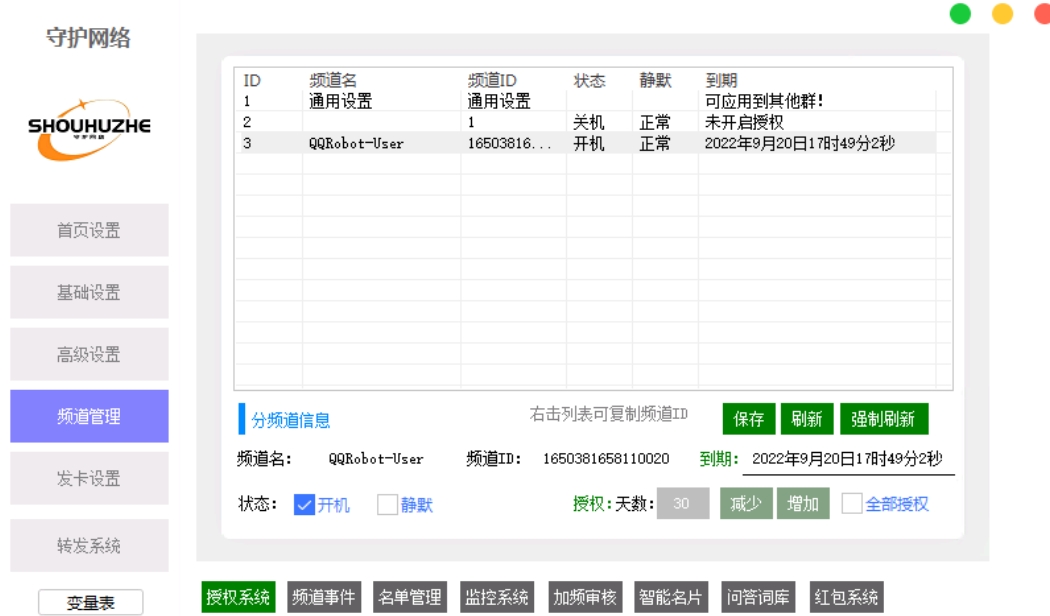 守护网络
SHOUHUZHE
首页设置
基础设置
高级设置
频道管理
发卡设置
转发系统
变量表
ID 频道名 频道ID 状态 静默 到期
1 通用设置 通用设置 可应用到其他群!
2 1 关机 正常 未开启授权
3 QQRobot-User 16503816... 开机 正常 2022年9月20日17时49分2秒
分频道信息 右击列表可复制频道ID 保存 刷新 强制刷新
频道名: QQRobot-User 频道ID: 1650381658110020 到期: 2022年9月20日17时49分2秒
状态: 开机 静默 授权:天数: 30 减少 增加 全部授权
授权系统 频道事件 名单管理 监控系统 加频审核 智能名片 问答词库 红包系统